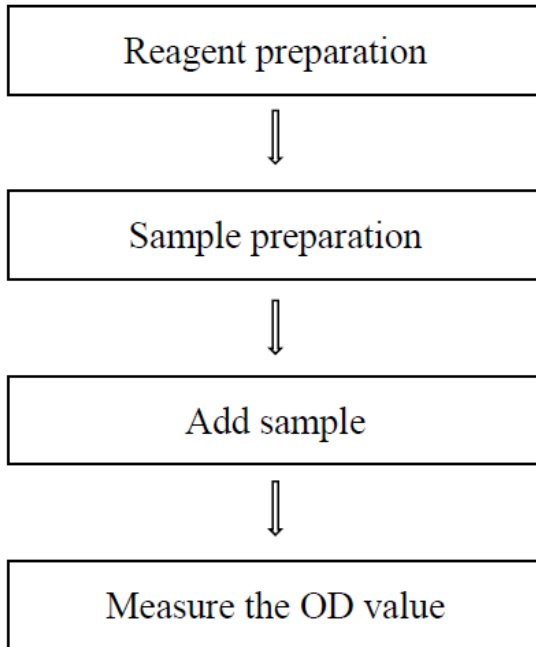 Reagent preparation
Sample preparation
Add sample
Measure the OD value